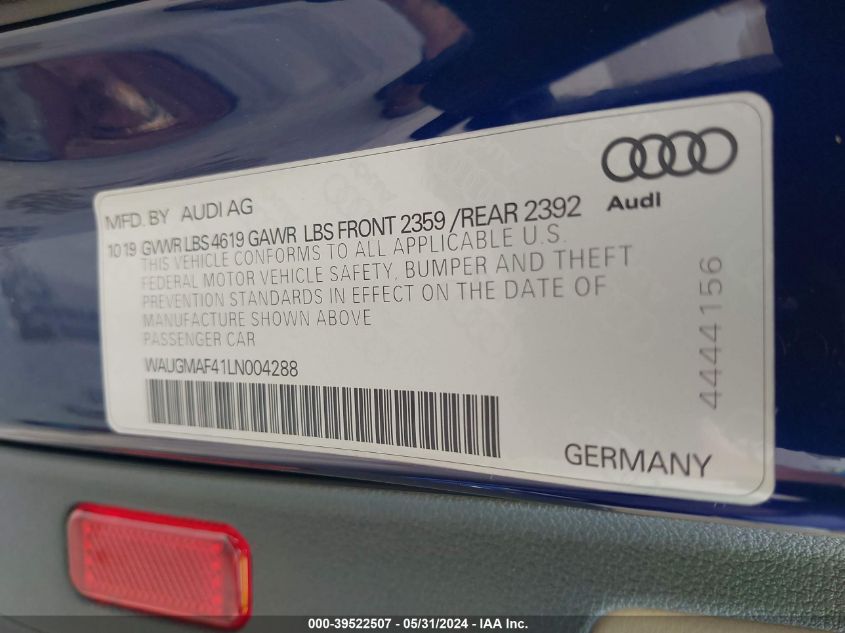 MFD. BY AUDI AG
10 19 GVWR LBS 4619 GAWR LBS FRONT 2359 /REAR 2392
THIS VEHICLE CONFORMS TO ALL APPLICABLE U.S.
FEDERAL MOTOR VEHICLE SAFETY, BUMPER AND THEFT
PREVENTION STANDARDS IN EFFECT ON THE DATE OF
MANUFACTURE SHOWN ABOVE
PASSENGER CAR
WAUGMAF41LN004288
Audi
4444156
GERMANY
000-39522507 - 05/31/2024 - IAA Inc.